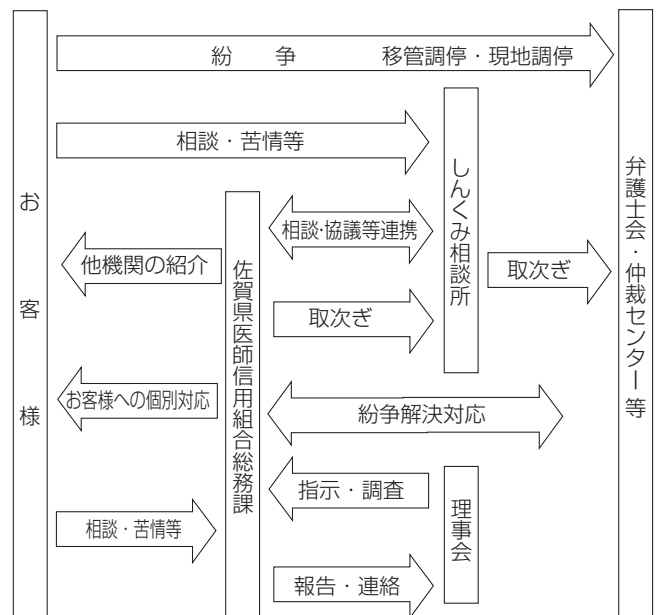 お客様
紛　争　　移管調停・現地調停
相談・苦情等
しんくみ相談所
弁護士会・仲裁センター等
相談・協議等連携
他機関の紹介
佐賀県医師信用組合総務課
取次ぎ
取次ぎ
お客様への個別対応
紛争解決対応
指示・調査
理事会
相談・苦情等
報告・連絡